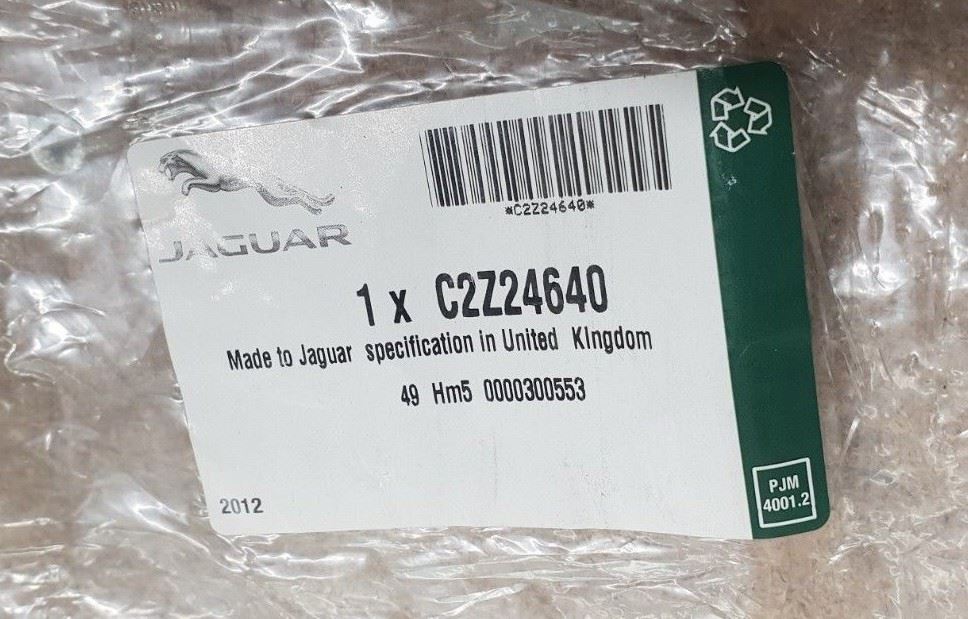 *C2Z24640*
JAGUAR
1 x C2Z24640
Made to Jaguar specification in United KIngdom
49 Hm5 0000300553
2012
PJM
4001.2